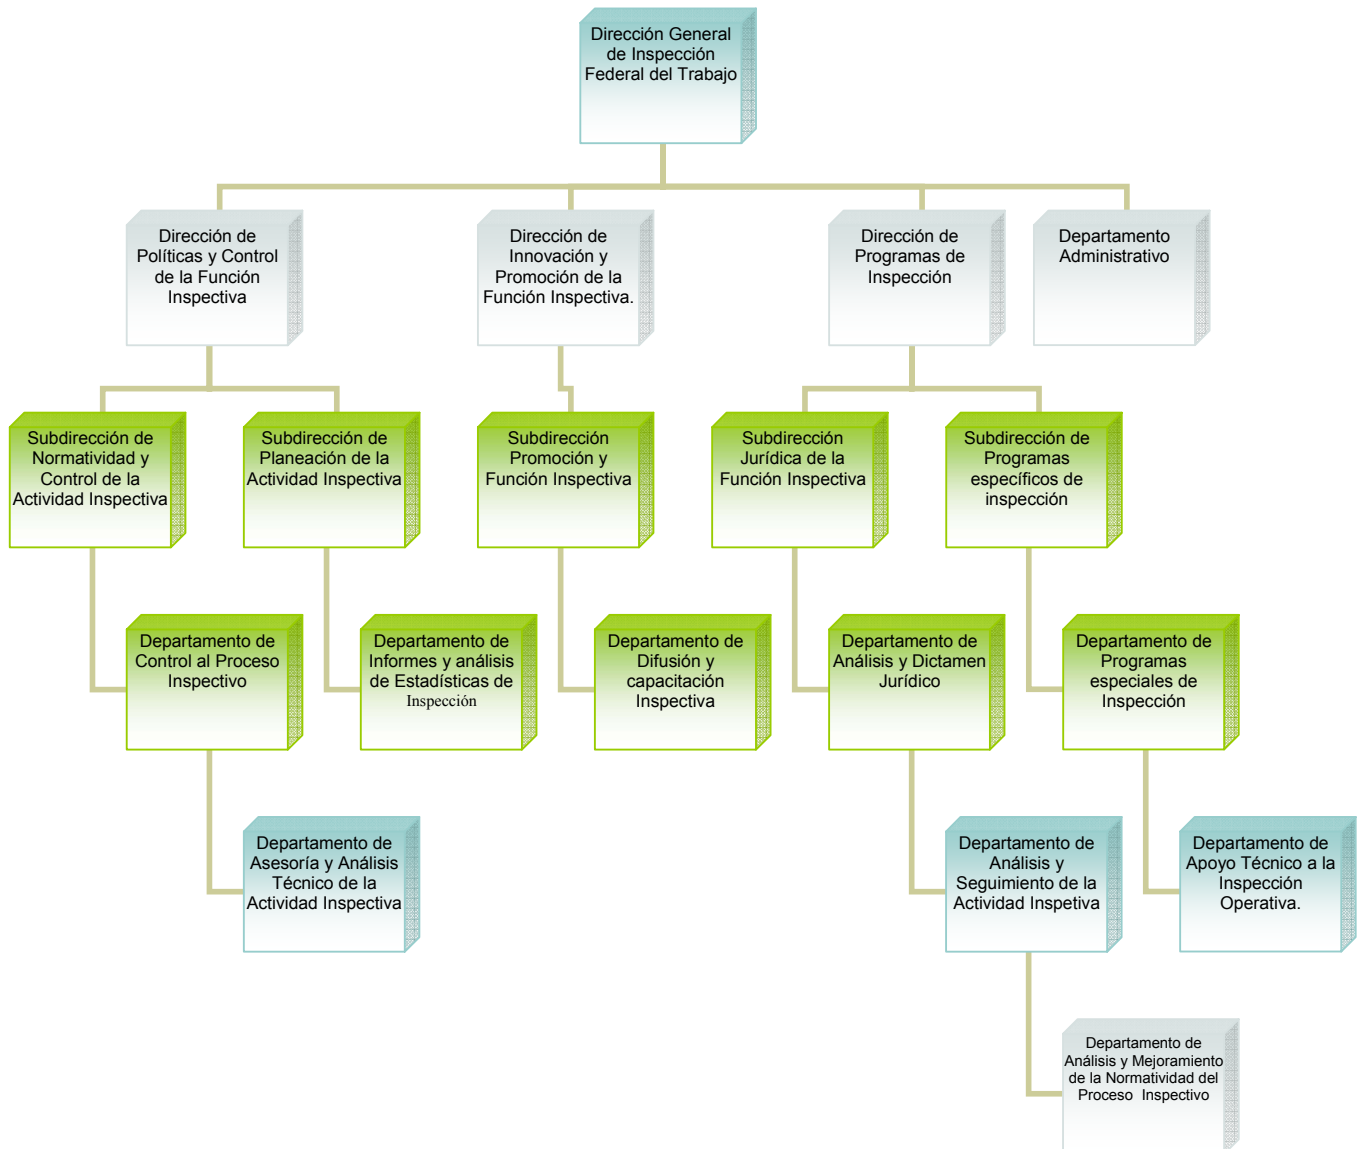 Dirección General
de Inspección
Federal del Trabajo
Dirección de
Políticas y Control
de la Función
Inspectiva
Dirección de
Innovación y
Promoción de la
Función Inspectiva.
Dirección de
Programas de
Inspección
Departamento
Administrativo
Subdirección de
Normatividad y
Control de la
Actividad Inspectiva
Subdirección de
Planeación de la
Actividad Inspectiva
Subdirección
Promoción y
Función Inspectiva
Subdirección
Jurídica de la
Función Inspectiva
Subdirección de
Programas
específicos de
inspección
Departamento de
Control al Proceso
Inspectivo
Departamento de
Informes y análisis
de Estadísticas de
Inspección
Departamento de
Difusión y
capacitación
Inspectiva
Departamento de
Análisis y Dictamen
Jurídico
Departamento de
Programas
especiales de
Inspección
Departamento de
Asesoría y Análisis
Técnico de la
Actividad Inspectiva
Departamento de
Análisis y
Seguimiento de la
Actividad Inspetiva
Departamento de
Apoyo Técnico a la
Inspección
Operativa.
Departamento de
Análisis y Mejoramiento
de la Normatividad del
Proceso Inspectivo